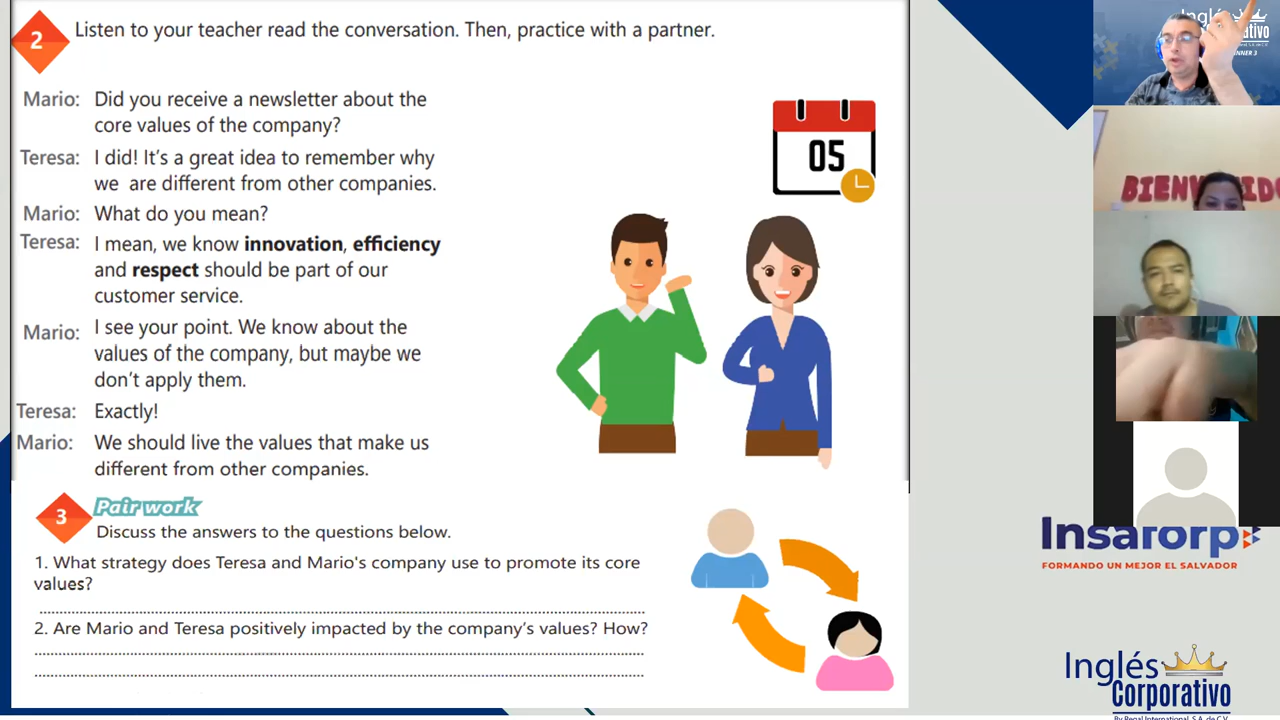 2
Listen to your teacher read the conversation. Then, practice with a partner.
Mario: Did you receive a newsletter about the
core values of the company?
Teresa: I did! It's a great idea to remember why
we are different from other companies.
Mario: What do you mean?
Teresa: I mean, we know innovation, efficiency
and respect should be part of our
customer service.
Mario: I see your point. We know about the
values of the company, but maybe we
don't apply them.
Teresa: Exactly!
Mario: We should live the values that make us
different from other companies.
05
3
Pair work
Discuss the answers to the questions below.
1. What strategy does Teresa and Mario's company use to promote its core
values?
2. Are Mario and Teresa positively impacted by the company's values? How?
Inglés
FORMANDO UN MEJOR EL SALVADOR
Inglés
Corporativo
By Regal International, S.A. de C.V.